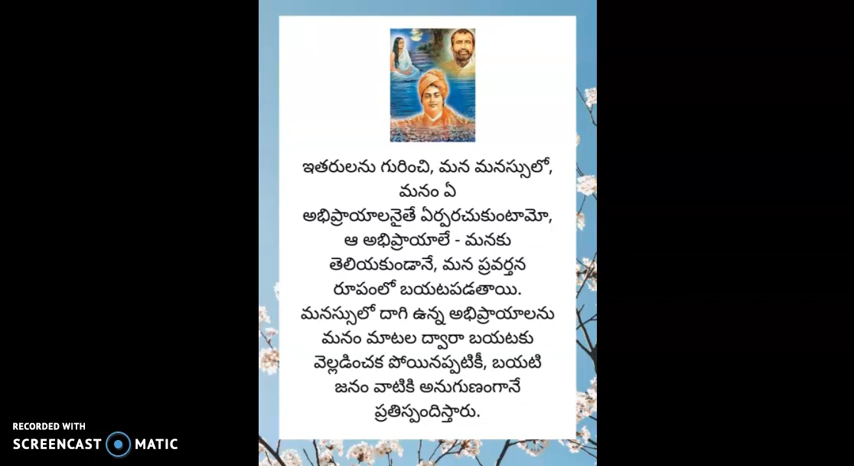 ఇతరులను గురించి, మన మనస్సులో,
మనం ఏ
అభిప్రాయాలనైతే ఏర్పరచుకుంటామో,
ఆ అభిప్రాయాలే - మనకు
తెలియకుండానే, మన ప్రవర్తన
రూపంలో బయటపడతాయి.
మనస్సులో దాగి ఉన్న అభిప్రాయాలను
మనం మాటల ద్వారా బయటకు
వెల్లడించక పోయినప్పటికీ, బయటి
జనం వాటికి అనుగుణంగానే
ప్రతిస్పందిస్తారు.
RECORDED WITH
SCREENCAST MATIC